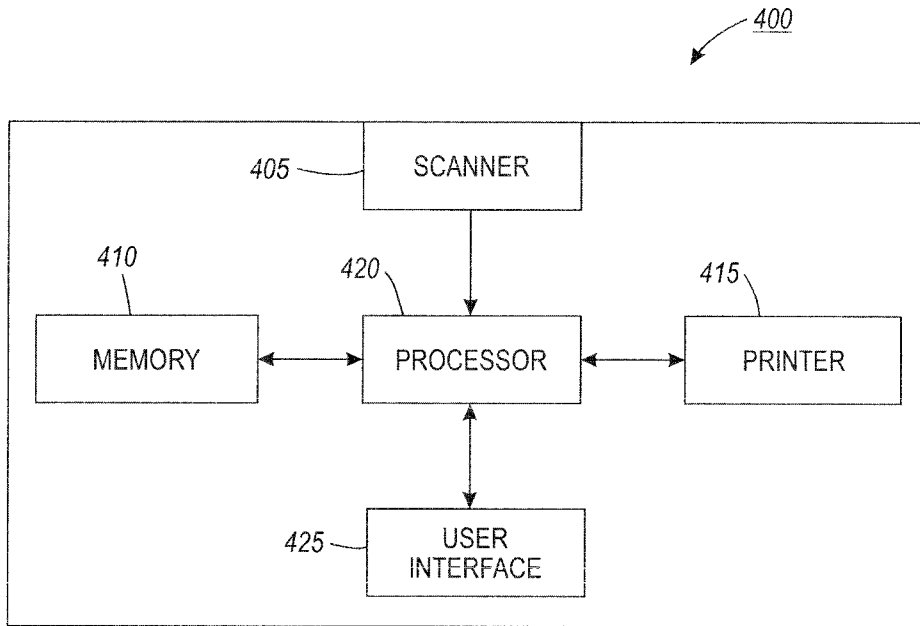 400
405
SCANNER
410
420
415
MEMORY
PROCESSOR
PRINTER
425
USER
INTERFACE